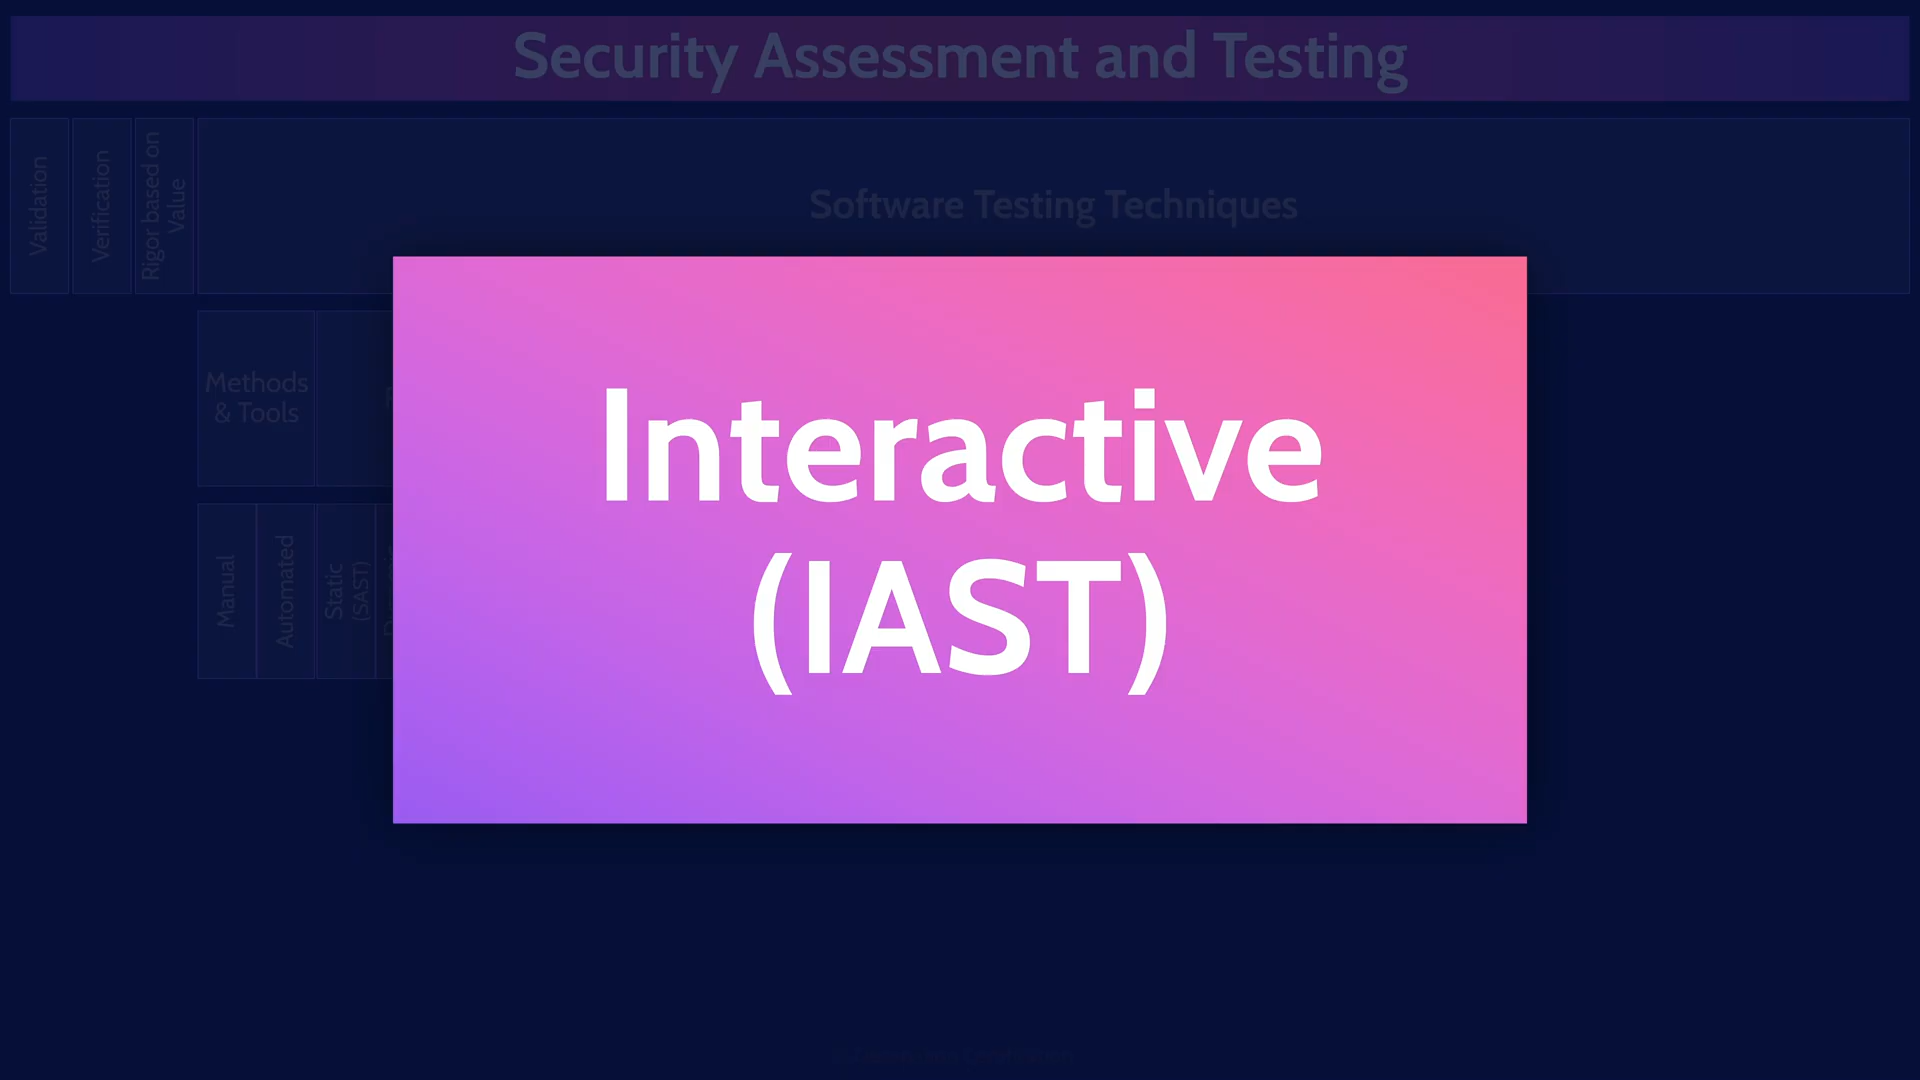 Security Assessment and Testing
Validation
Verification
Rigor based on
Value
Software Testing Techniques
Methods
& Tools
Manual
Automated
Static
(SAST)
Interactive
(IAST)